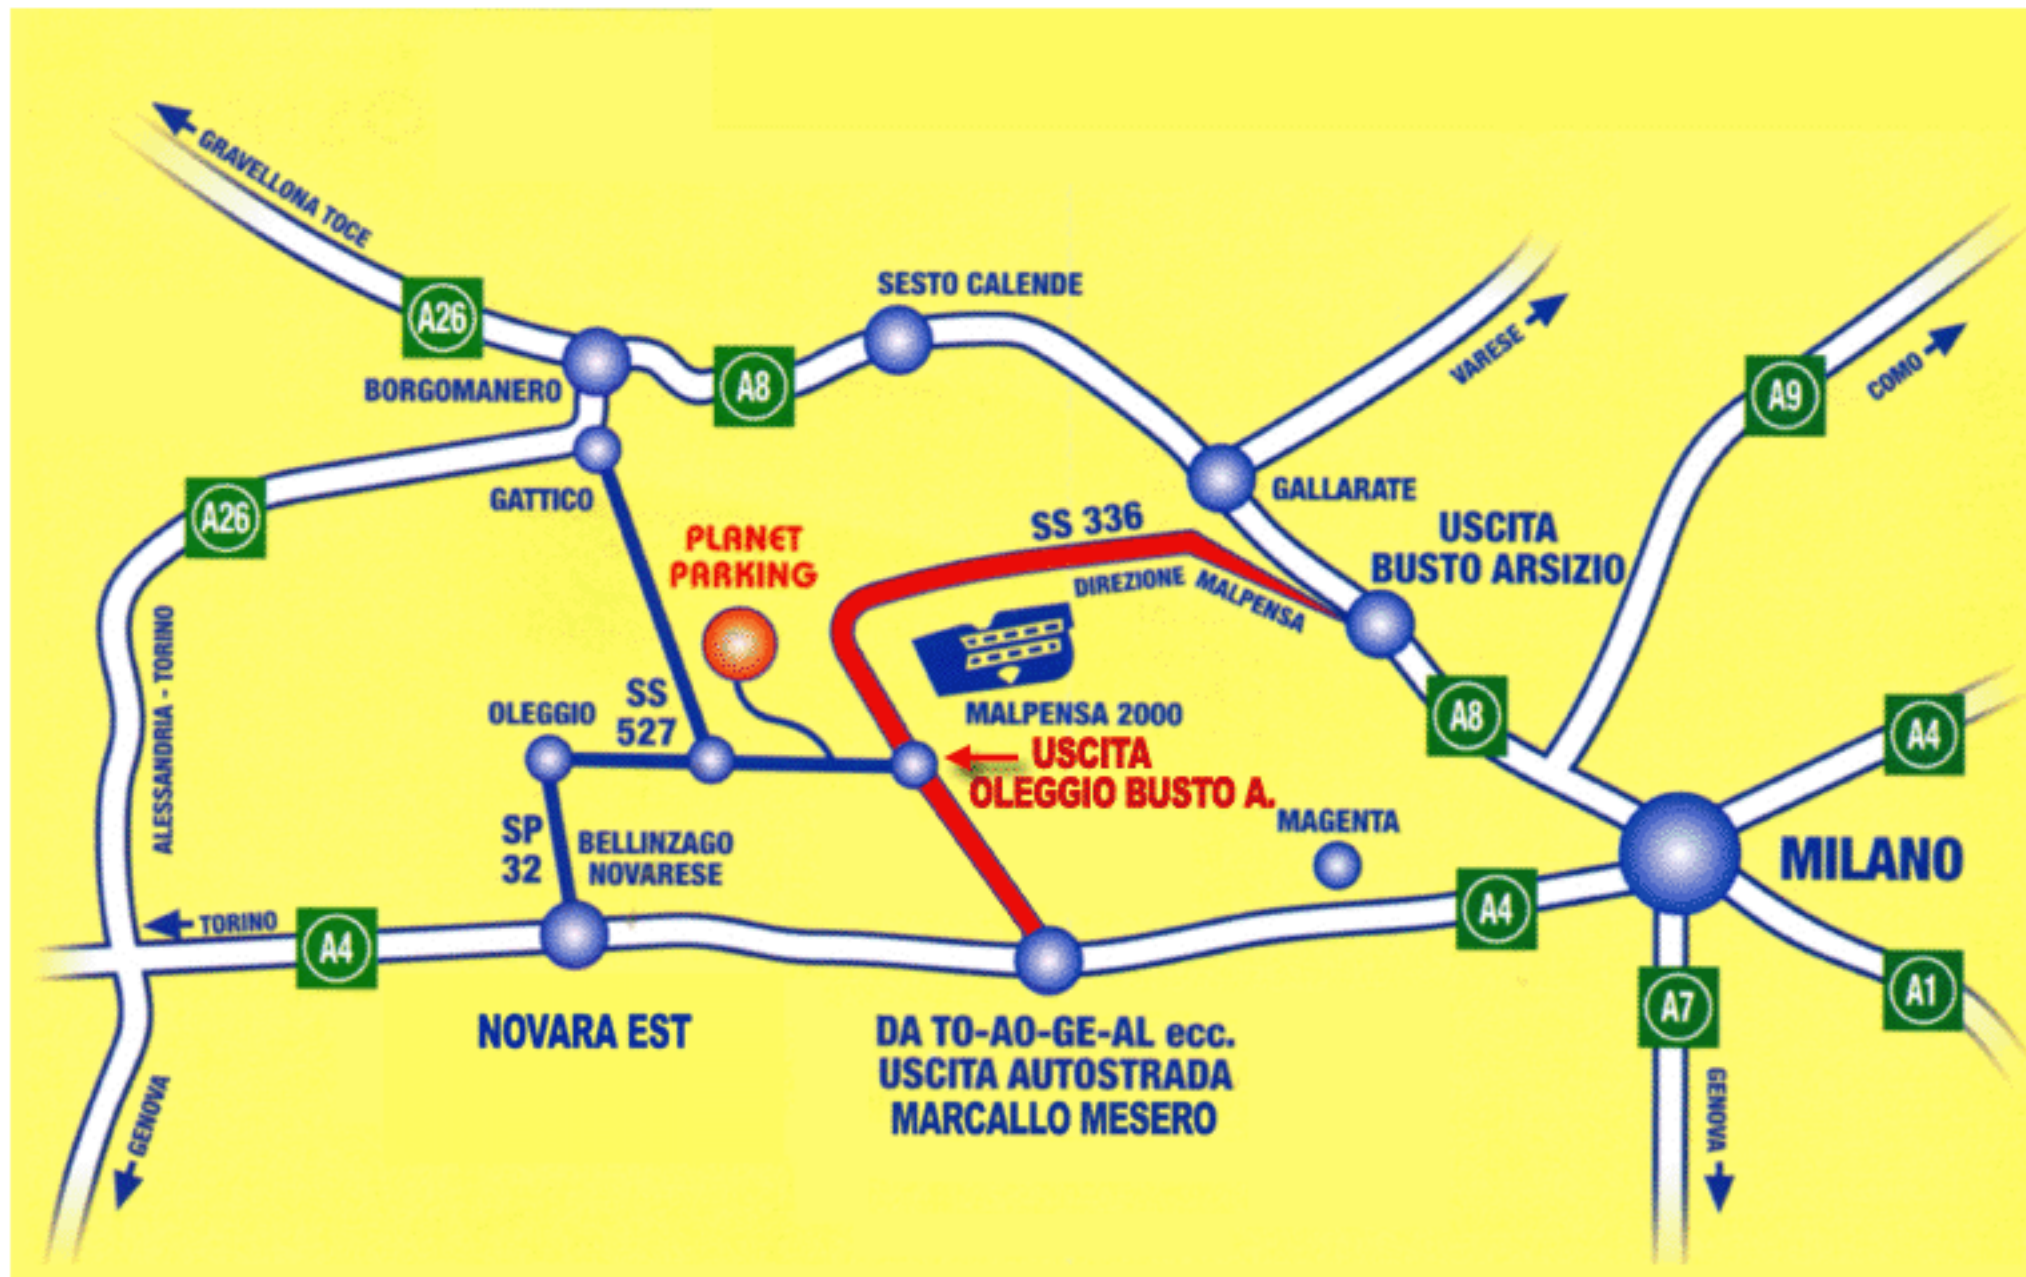 GRAVELLONA TOCE
A26
SESTO CALENDE
BORGOMANERO
A8
VARESE
A9
COMO
GATTICO
A26
GALLARATE
SS 336
USCITA
BUSTO ARSIZIO
PLANET
PARKING
DIREZIONE MALPENSA
ALESSANDRIA - TORINO
OLEGGIO
SS
527
MALPENSA 2000
USCITA
OLEGGIO BUSTO A.
A8
A4
MAGENTA
SP
32
BELLINZAGO
NOVARESE
MILANO
TORINO
A4
A4
A1
A7
NOVARA EST
DA TO-AO-GE-AL ecc.
USCITA AUTOSTRADA
MARCALLO MESERO
GENOVA
GENOVA